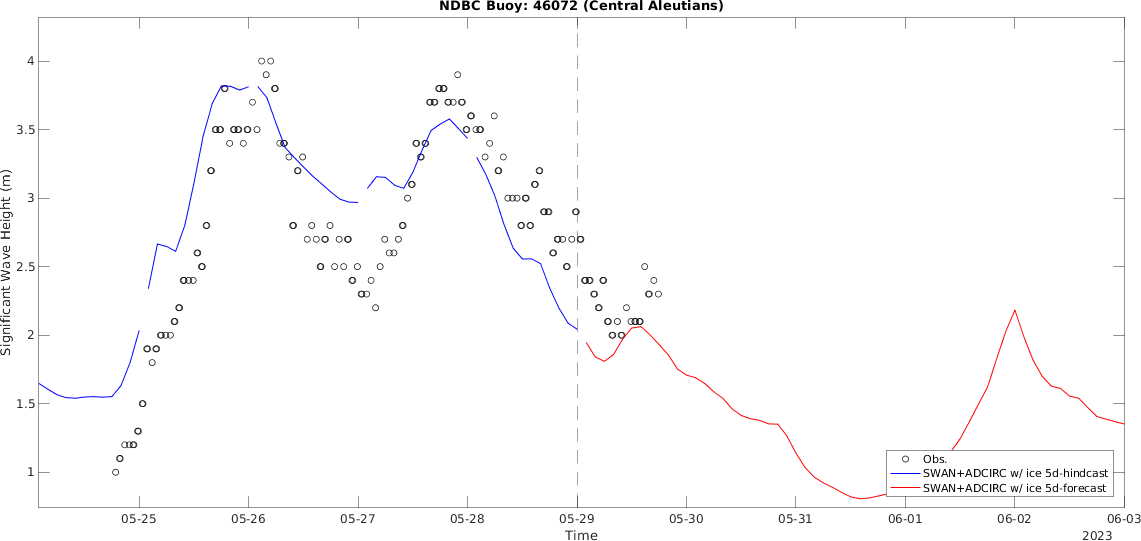 NDBC Buoy: 46072 (Central Aleutians)
Significant Wave Height (m)
4
3.5
3
2.5
2
1.5
1
Obs.
SWAN+ADCIRC w/ ice 5d-hindcast
SWAN+ADCIRC w/ ice 5d-forecast
05-25 05-26 05-27 05-28 05-29 05-30 05-31 06-01 06-02 06-03
Time
2023